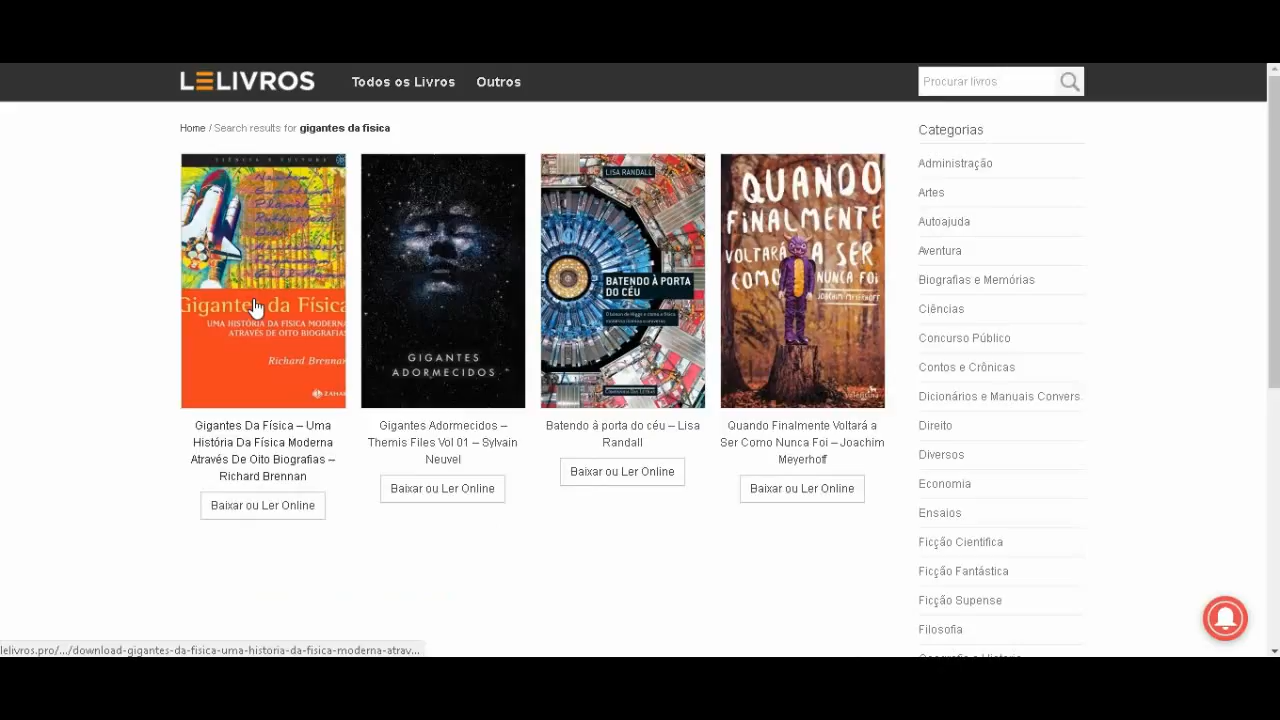 LELIVROS
Todos os Livros
Outros
Procurar livros
Home / Search results for gigantes da fisica
CIÊNCIA E CULTURA
Gigantes da Física
UMA HISTÓRIA DA FÍSICA MODERNA
ATRAVÉS DE OITO BIOGRAFIAS
Richard Brennan
ZAHAR
GIGANTES
ADORMECIDOS
LISA RANDALL
BATENDO À PORTA
DO CÉU
QUANDO
FINALMENTE
VOLTARÁ A SER
COMO NUNCA FOI
JOACHIM MEYERHOFF
Gigantes Da Física – Uma
História Da Física Moderna
Através De Oito Biografias –
Richard Brennan
Baixar ou Ler Online
Gigantes Adormecidos –
Themis Files Vol 01 – Sylvain
Neuvel
Baixar ou Ler Online
Batendo à porta do céu – Lisa
Randall
Baixar ou Ler Online
Quando Finalmente Voltará a
Ser Como Nunca Foi – Joachim
Meyerhoff
Baixar ou Ler Online
Categorias
Administração
Artes
Autoajuda
Aventura
Biografias e Memórias
Ciências
Concurso Público
Contos e Crônicas
Dicionários e Manuais Convers
Direito
Diversos
Economia
Ensaios
Ficção Cientifica
Ficção Fantástica
Ficção Supense
Filosofia
lelivros.pro/.../download-gigantes-da-fisica-uma-historia-da-fisica-moderna-atrav...